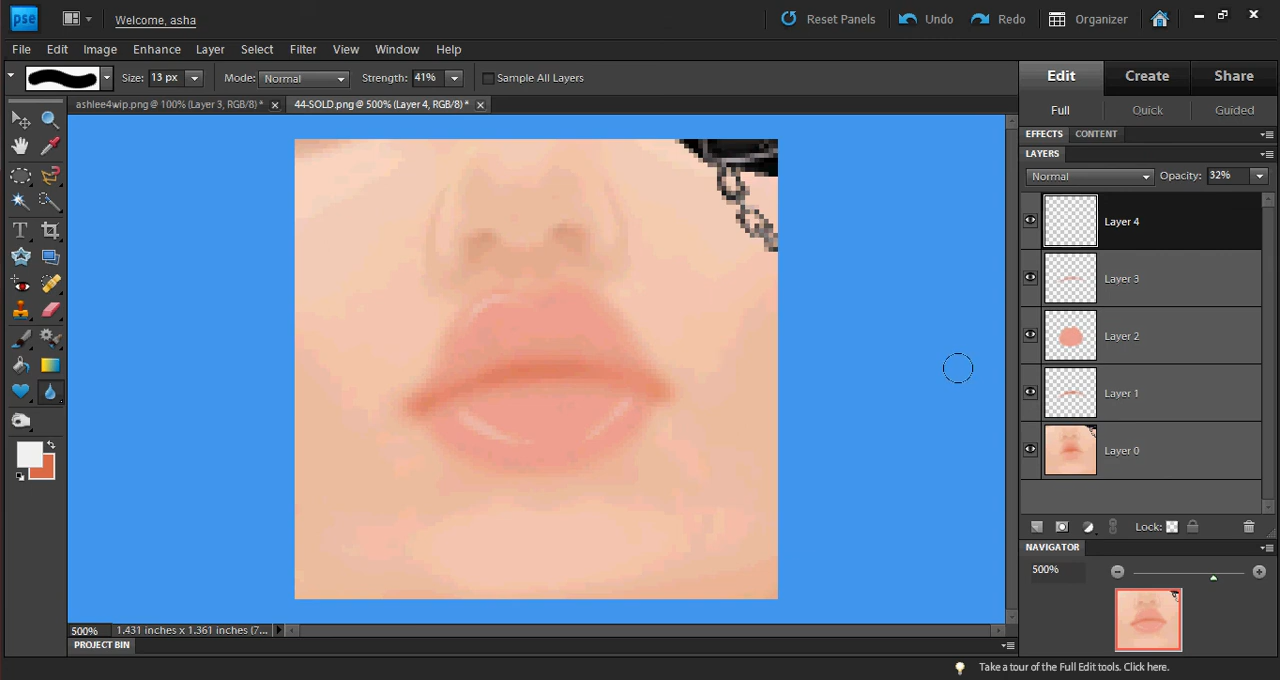 pse Welcome, asha Reset Panels Undo Redo Organizer
File Edit Image Enhance Layer Select Filter View Window Help
Size: 13 px Mode: Normal Strength: 41% Sample All Layers
Edit Create Share
ashlee4wip.png @ 100% (Layer 3, RGB/8) * 44-SOLD.png @ 500% (Layer 4, RGB/8) *
Full Quick Guided
EFFECTS CONTENT
LAYERS
Normal Opacity: 32%
Layer 4
Layer 3
Layer 2
Layer 1
Layer 0
Lock:
NAVIGATOR
500%
500% 1.431 inches x 1.361 inches (7...
PROJECT BIN
Take a tour of the Full Edit tools. Click here.